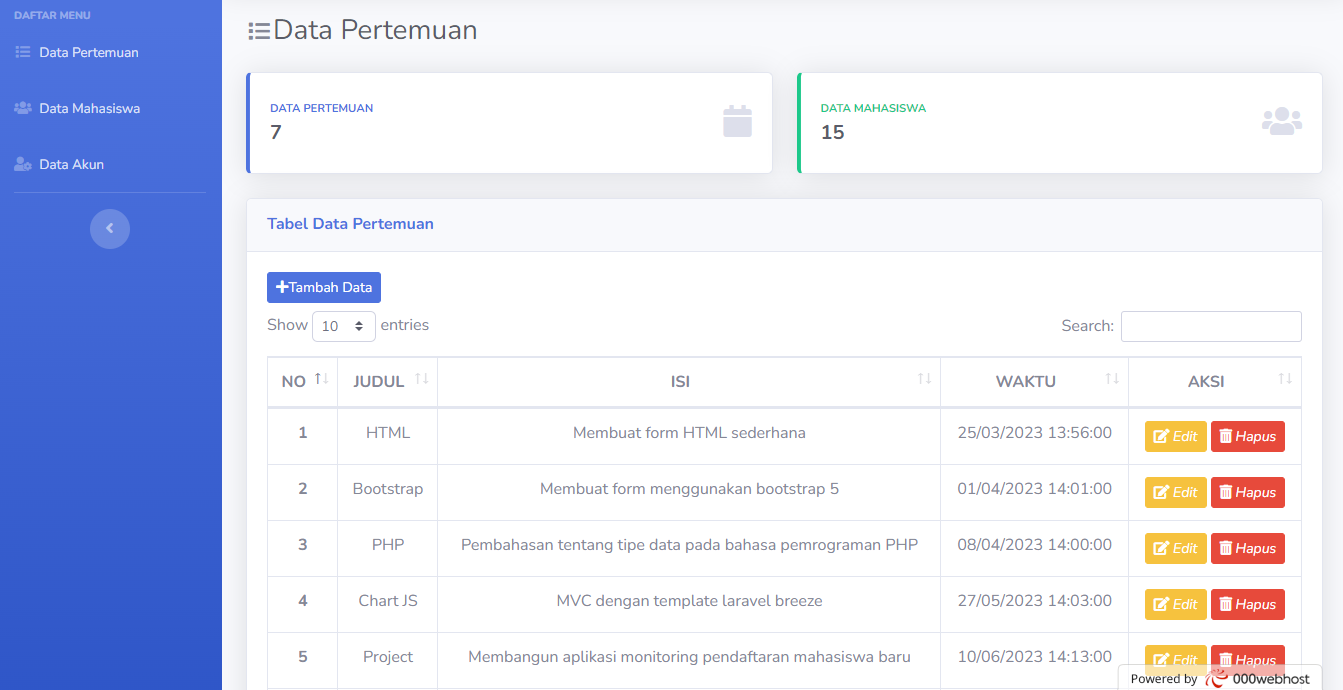 DAFTAR MENU
Data Pertemuan
Data Mahasiswa
Data Akun
Data Pertemuan
DATA PERTEMUAN
7
DATA MAHASISWA
15
Tabel Data Pertemuan
Tambah Data
Show 10 entries
Search:
NO JUDUL ISI WAKTU AKSI
1 HTML Membuat form HTML sederhana 25/03/2023 13:56:00 Edit Hapus
2 Bootstrap Membuat form menggunakan bootstrap 5 01/04/2023 14:01:00 Edit Hapus
3 PHP Pembahasan tentang tipe data pada bahasa pemrograman PHP 08/04/2023 14:00:00 Edit Hapus
4 Chart JS MVC dengan template laravel breeze 27/05/2023 14:03:00 Edit Hapus
5 Project Membangun aplikasi monitoring pendaftaran mahasiswa baru 10/06/2023 14:13:00 Edit Hapus
Powered by 000webhost